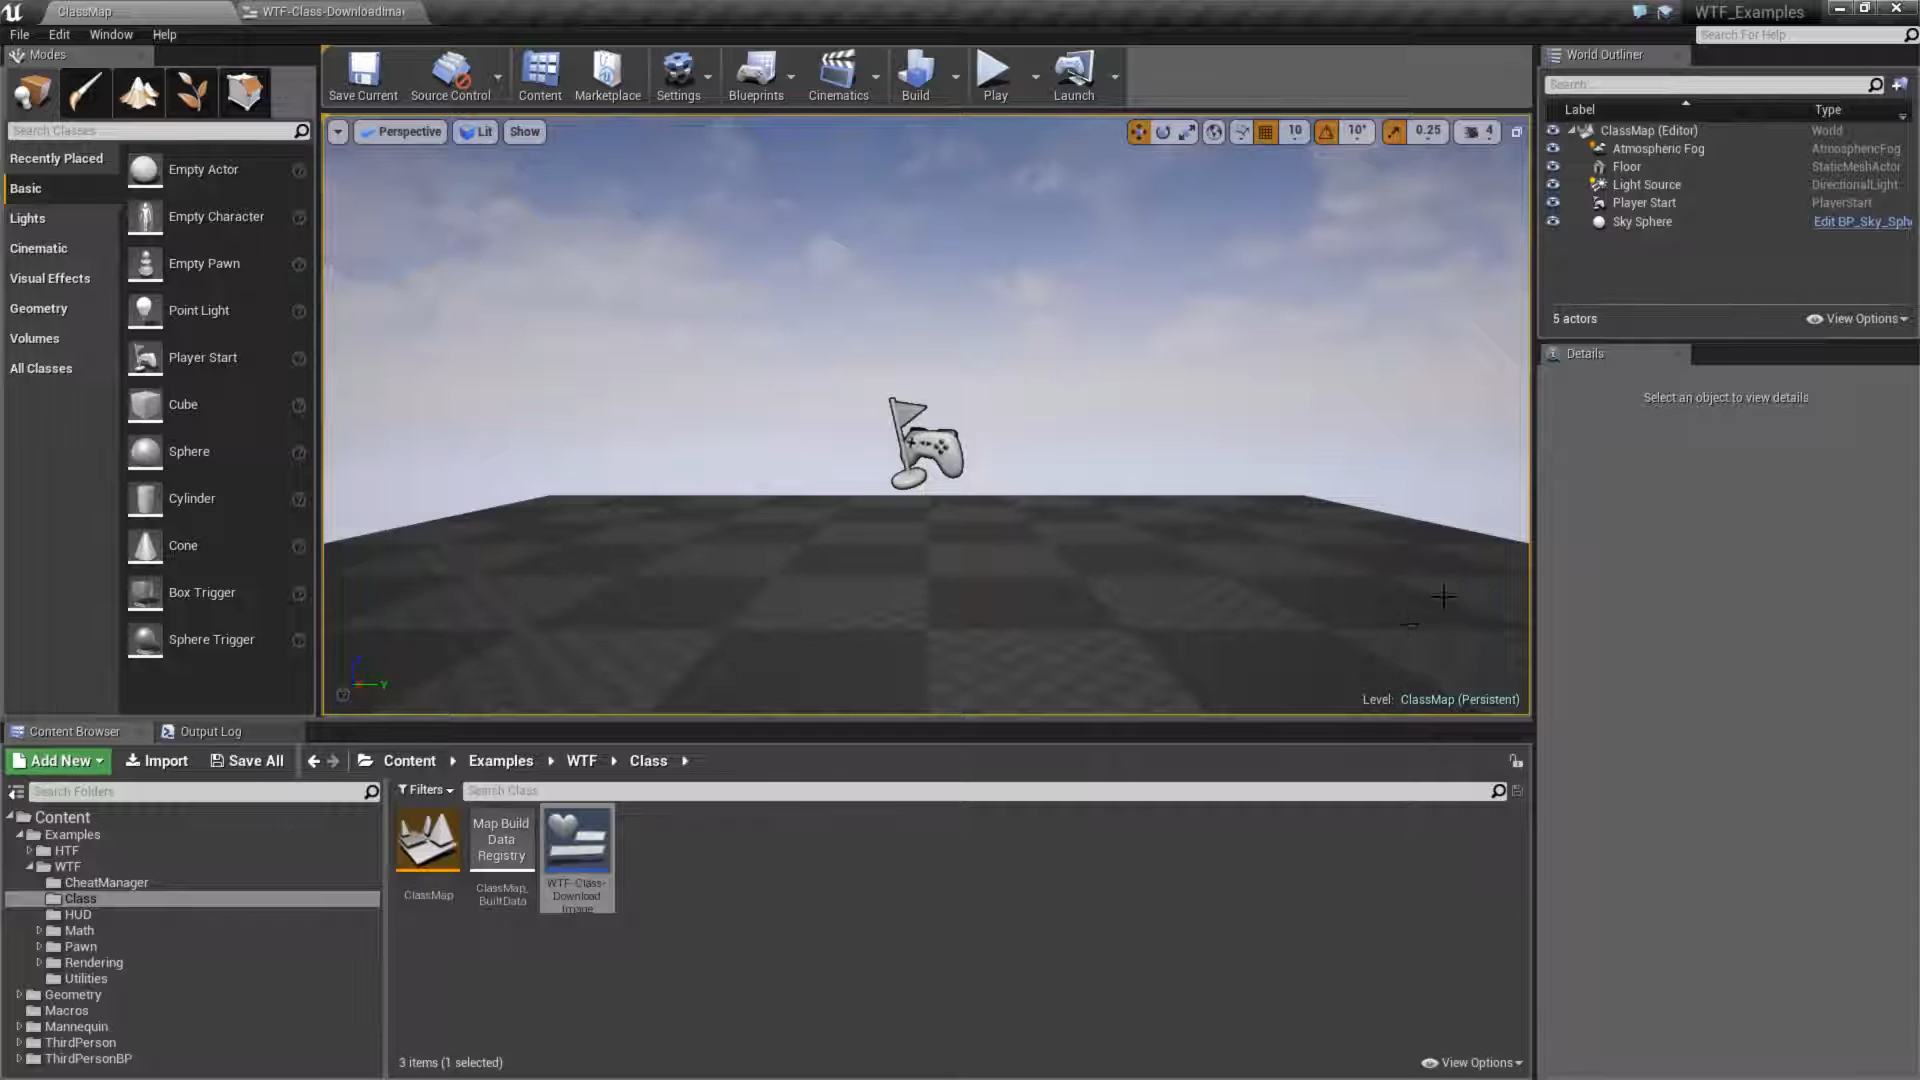 ClassMap
WTF-Class-DownloadIma
WTF_Examples
File Edit Window Help
Search For Help
Modes
Search Classes
Recently Placed
Basic
Lights
Cinematic
Visual Effects
Geometry
Volumes
All Classes
Empty Actor
Empty Character
Empty Pawn
Point Light
Player Start
Cube
Sphere
Cylinder
Cone
Box Trigger
Sphere Trigger
Save Current
Source Control
Content
Marketplace
Settings
Blueprints
Cinematics
Build
Play
Launch
Perspective
Lit
Show
10
10°
0.25
4
Level: ClassMap (Persistent)
World Outliner
Search...
Label Type
ClassMap (Editor) World
Atmospheric Fog AtmosphericFog
Floor StaticMeshActor
Light Source DirectionalLight
Player Start PlayerStart
Sky Sphere Edit BP_Sky_Sph
5 actors
View Options
Details
Select an object to view details
Content Browser
Output Log
Add New
Import
Save All
Content Examples WTF Class
Search Folders
Filters
Search Class
Content
Examples
HTF
WTF
CheatManager
Class
HUD
Math
Pawn
Rendering
Utilities
Geometry
Macros
Mannequin
ThirdPerson
ThirdPersonBP
ClassMap
Map Build
Data
Registry
ClassMap_
BuiltData
WTF-Class-
Download
Image
3 items (1 selected)
View Options